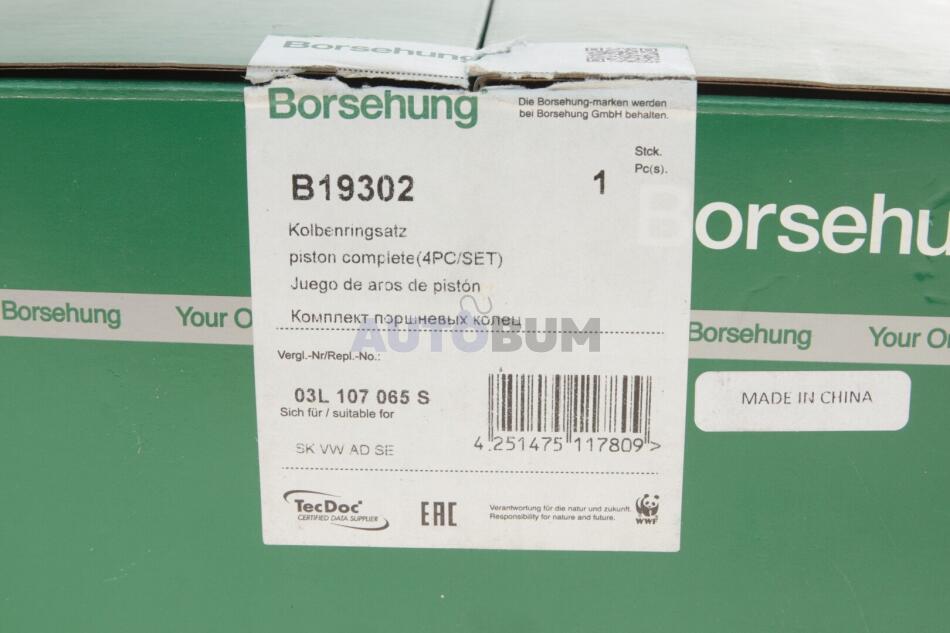 Borsehung
Borsehung
Die Borsehung-marken werden
bei Borsehung GmbH behalten.
Stck.
Pc(s).
B19302
1
Kolbenringsatz
piston complete(4PC/SET)
Juego de aros de pistón
Комплект поршневых колец
AUTOBUM
Vergl.-Nr/Repl.-No.:
03L 107 065 S
Sich für / suitable for
SK VW AD SE
4 251475 117809 >
TecDoc
CERTIFIED DATA SUPPLIER
EAC
Verantwortung für die natur und zukunft.
Responsibility for nature and future.
WWF
Borsehu
Borsehung
Your O
Borsehung
Your Or
MADE IN CHINA